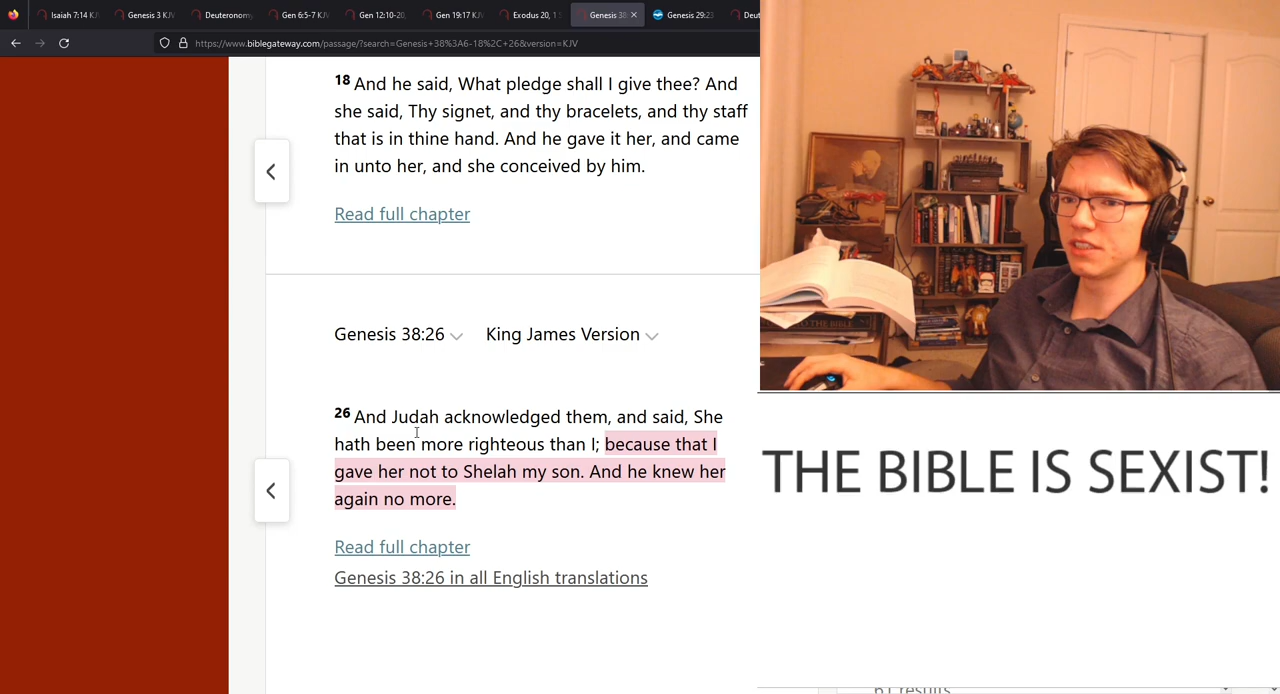 Isaiah 7:14 KJ
Genesis 3 KJV
Deuteronomy
Gen 6:5-7 KJV
Gen 12:10-20,
Gen 19:17 KJV
Exodus 20, 1
Genesis 38:
Genesis 29:23
Deut
https://www.biblegateway.com/passage/?search=Genesis+38%3A6-18%2C+26&version=KJV
18 And he said, What pledge shall I give thee? And
she said, Thy signet, and thy bracelets, and thy staff
that is in thine hand. And he gave it her, and came
in unto her, and she conceived by him.
Read full chapter
Genesis 38:26 King James Version
26 And Judah acknowledged them, and said, She
hath been more righteous than I; because that I
gave her not to Shelah my son. And he knew her
again no more.
Read full chapter
Genesis 38:26 in all English translations
THE BIBLE IS SEXIST!
61 results